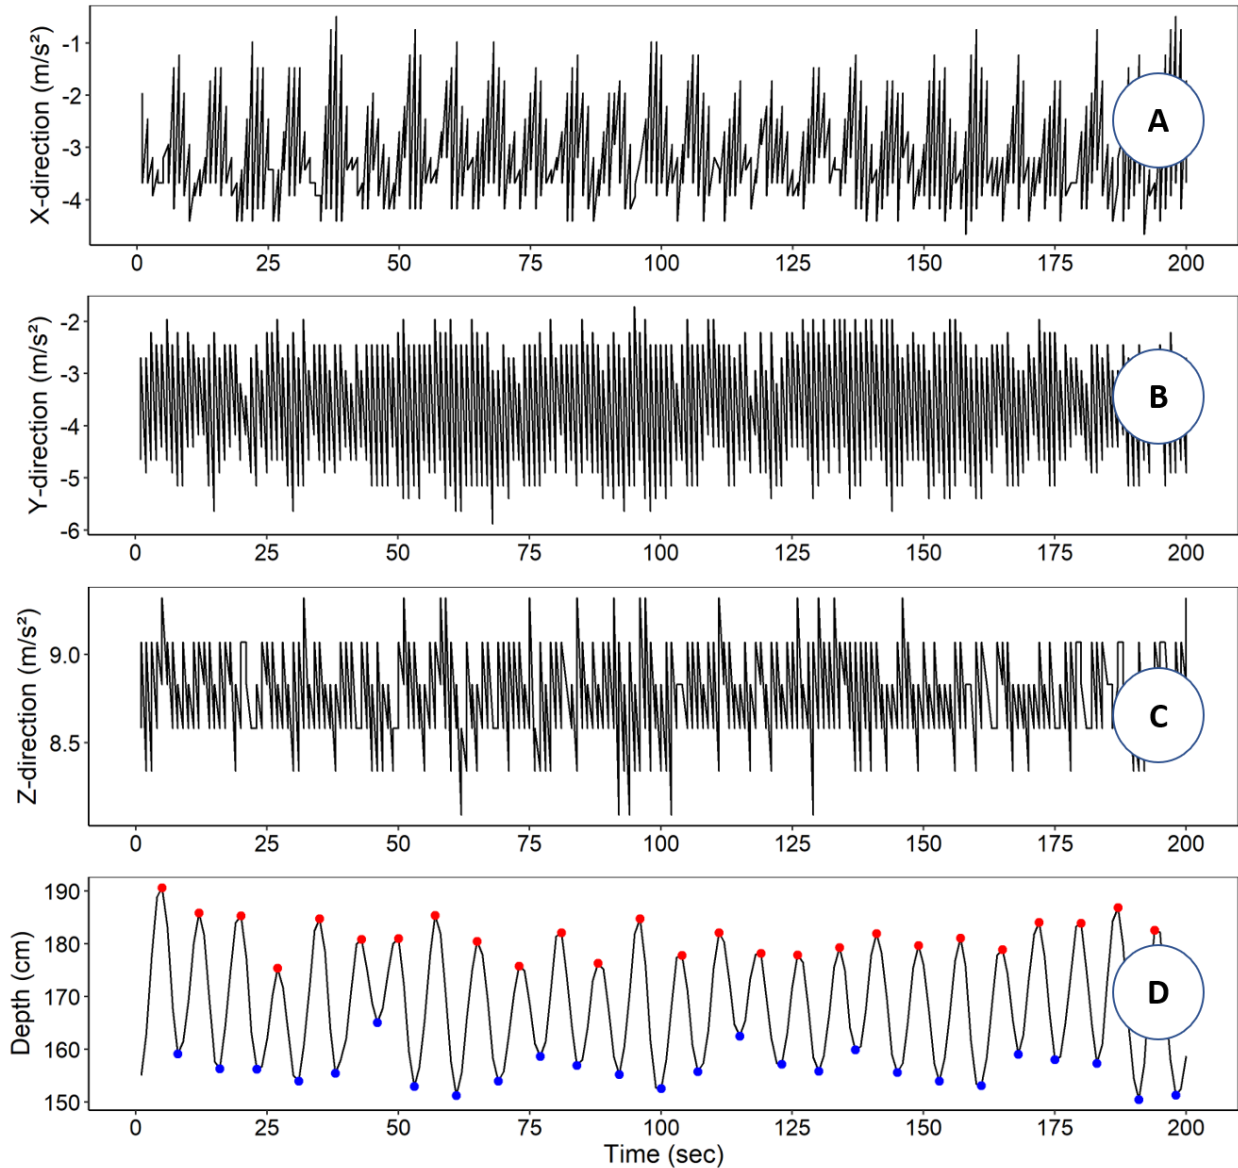 X-direction (m/s²)
-1
-2
-3
-4
A
0 25 50 75 100 125 150 175 200
Y-direction (m/s²)
-2
-3
-4
-5
-6
B
0 25 50 75 100 125 150 175 200
Z-direction (m/s²)
9.0
8.5
C
0 25 50 75 100 125 150 175 200
Depth (cm)
190
180
170
160
150
D
0 25 50 75 100 125 150 175 200
Time (sec)